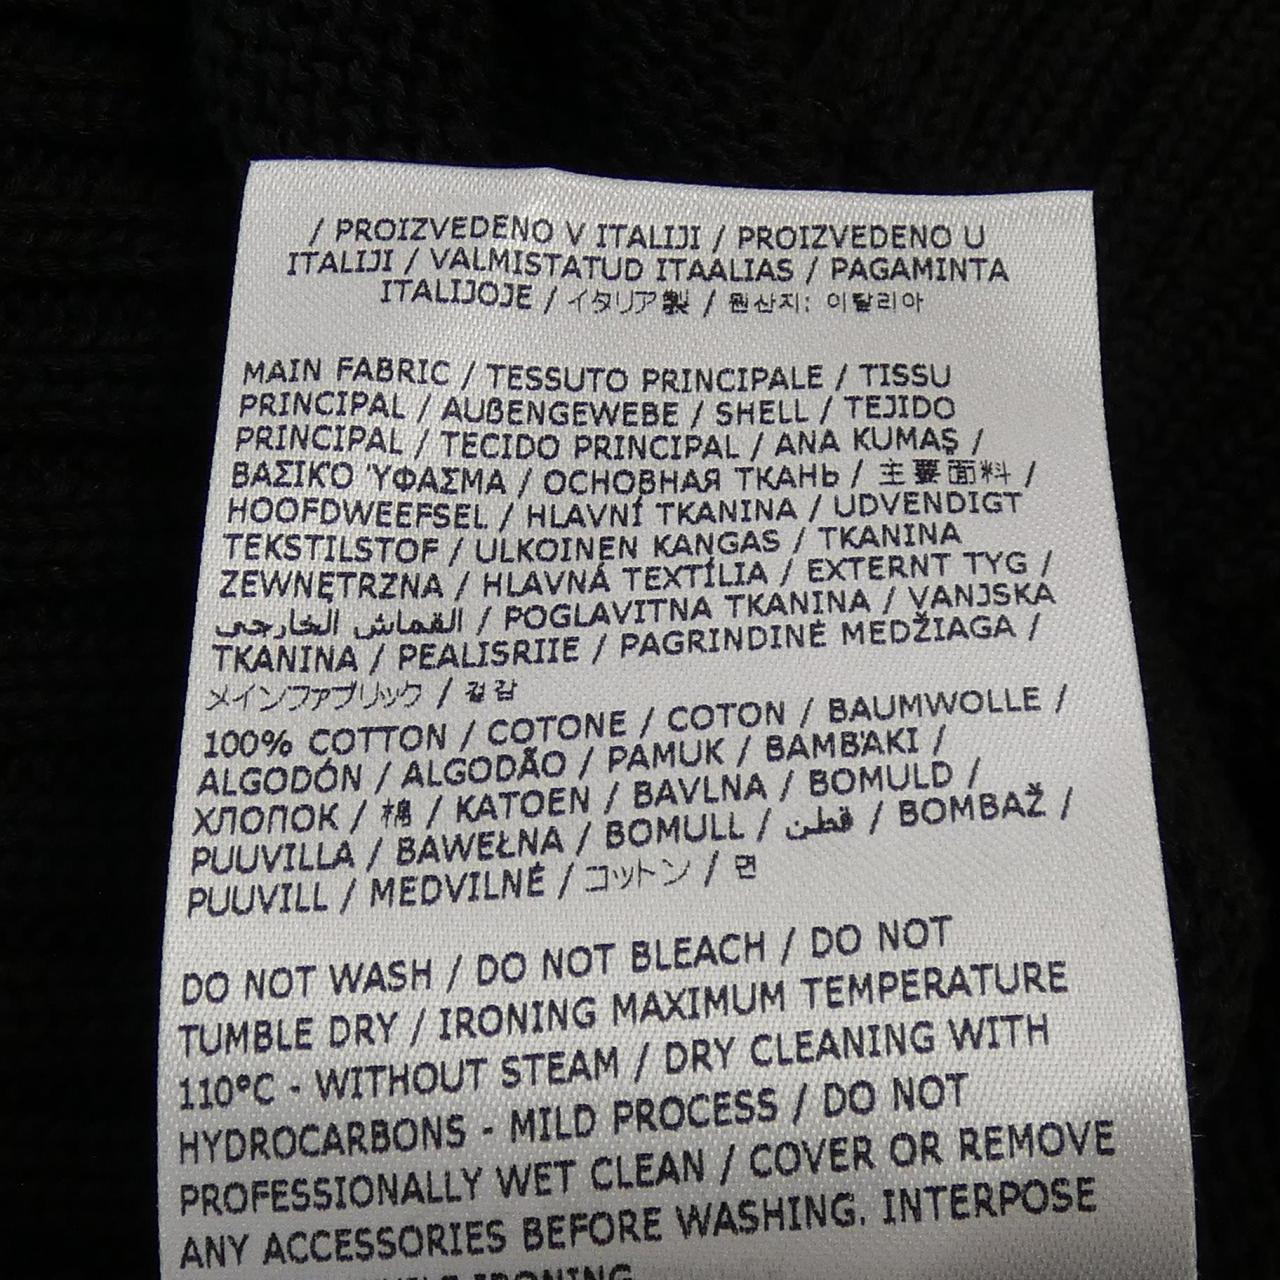 / PROIZVEDENO V ITALIJI / PROIZVEDENO U
ITALIJI / VALMISTATUD ITAALIAS / PAGAMINTA
ITALIJOJE / イタリア製 / 원산지: 이탈리아
MAIN FABRIC / TESSUTO PRINCIPALE / TISSU
PRINCIPAL / AUßENGEWEBE / SHELL / TEJIDO
PRINCIPAL / TECIDO PRINCIPAL / ANA KUMAŞ /
ΒΑΣΙΚΌ ΎΦΑΣΜΑ / ОСНОВНАЯ ТКАНЬ / 主要面料 /
HOOFDWEEFSEL / HLAVNÍ TKANINA / UDVENDIGT
TEKSTILSTOF / ULKOINEN KANGAS / TKANINA
ZEWNĘTRZNA / HLAVNÁ TEXTÍLIA / EXTERNT TYG /
القماش الخارجي / POGLAVITNA TKANINA / VANJSKA
TKANINA / PEALISRIIE / PAGRINDINĖ MEDŽIAGA /
メインファブリック / 겉감
100% COTTON / COTONE / COTON / BAUMWOLLE /
ALGODÓN / ALGODÃO / PAMUK / ΒΑΜΒΆΚΙ /
ХЛОПОК / 棉 / KATOEN / BAVLNA / BOMULD /
PUUVILLA / BAWEŁNA / BOMULL / قطن / BOMBAŽ /
PUUVILL / MEDVILNĖ / コットン / 면
DO NOT WASH / DO NOT BLEACH / DO NOT
TUMBLE DRY / IRONING MAXIMUM TEMPERATURE
110°C - WITHOUT STEAM / DRY CLEANING WITH
HYDROCARBONS - MILD PROCESS / DO NOT
PROFESSIONALLY WET CLEAN / COVER OR REMOVE
ANY ACCESSORIES BEFORE WASHING. INTERPOSE
IRONING